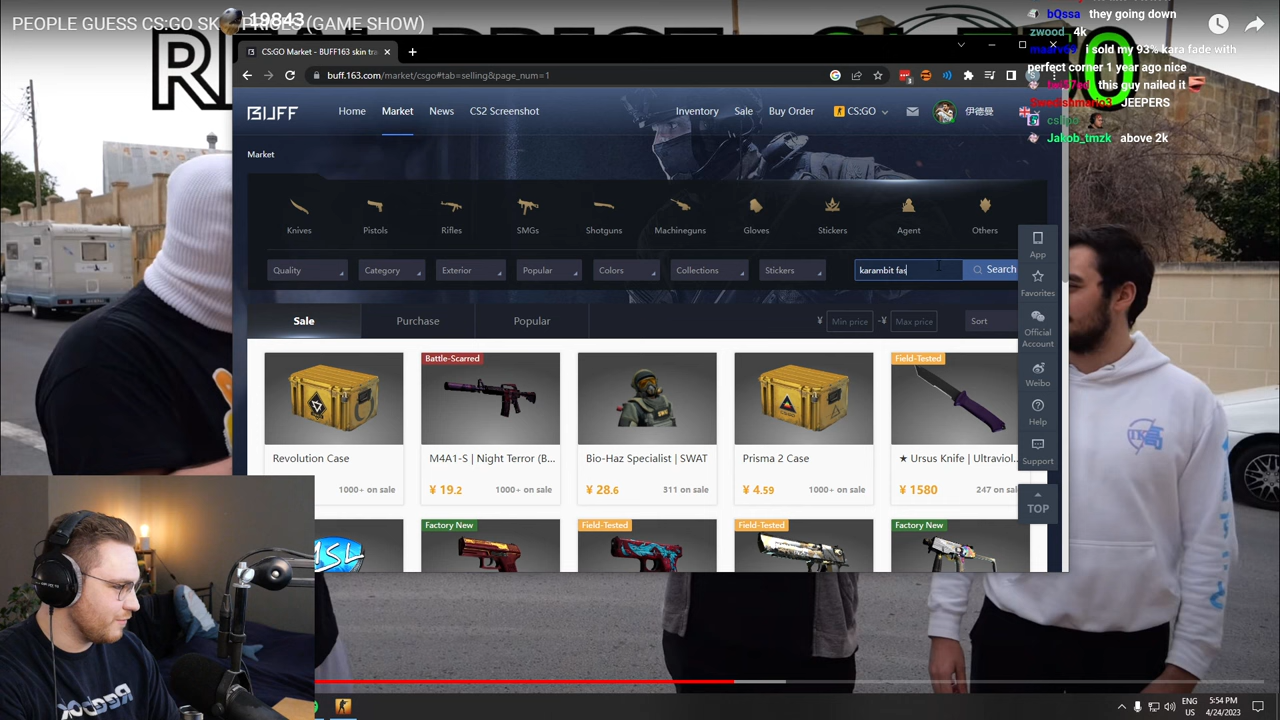 PEOPLE GUESS CS:GO SK PRICES (GAME SHOW)
19843
bQssa they going down
zwood 4k
i sold my 93% kara fade with
perfect corner 1 year ago nice
this guy nailed it
JEEPERS
Jakob_tmzk above 2k
CS:GO Market - BUFF163 skin tra
buff.163.com/market/csgo#tab=selling&page_num=1
BUFF
Home
Market
News
CS2 Screenshot
Inventory
Sale
Buy Order
CS:GO
伊德曼
Market
Knives
Pistols
Rifles
SMGs
Shotguns
Machineguns
Gloves
Stickers
Agent
Others
Quality
Category
Exterior
Popular
Colors
Collections
Stickers
karambit fas
Search
App
Favorites
Official
Account
Weibo
Help
Support
TOP
Sale
Purchase
Popular
¥ Min price -¥ Max price
Sort
Revolution Case
1000+ on sale
Battle-Scarred
M4A1-S | Night Terror (B...
¥ 19.2 1000+ on sale
Bio-Haz Specialist | SWAT
¥ 28.6 311 on sale
Prisma 2 Case
¥ 4.59 1000+ on sale
Field-Tested
★ Ursus Knife | Ultraviol...
¥ 1580 247 on sale
Factory New
Field-Tested
Field-Tested
Factory New
ENG
US
5:54 PM
4/24/2023